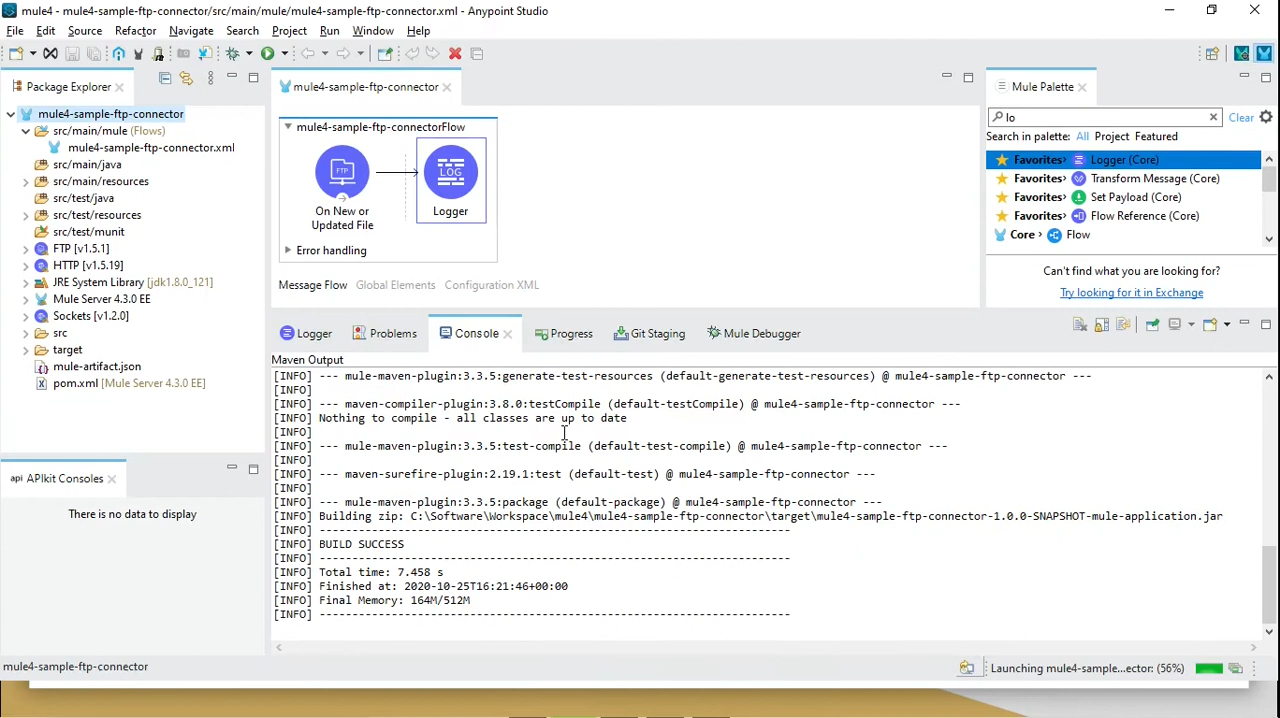 mule4 - mule4-sample-ftp-connector/src/main/mule/mule4-sample-ftp-connector.xml - Anypoint Studio
File Edit Source Refactor Navigate Search Project Run Window Help
Package Explorer
mule4-sample-ftp-connector
src/main/mule (Flows)
mule4-sample-ftp-connector.xml
src/main/java
src/main/resources
src/test/java
src/test/resources
src/test/munit
FTP [v1.5.1]
HTTP [v1.5.19]
JRE System Library [jdk1.8.0_121]
Mule Server 4.3.0 EE
Sockets [v1.2.0]
src
target
mule-artifact.json
pom.xml [Mule Server 4.3.0 EE]
API APIkit Consoles
There is no data to display
mule4-sample-ftp-connector
mule4-sample-ftp-connectorFlow
FTP
LOG
On New or
Updated File
Logger
Error handling
Message Flow Global Elements Configuration XML
Mule Palette
lo
Clear
Search in palette: All Project Featured
Favorites> Logger (Core)
Favorites> Transform Message (Core)
Favorites> Set Payload (Core)
Favorites> Flow Reference (Core)
Core > Flow
Can't find what you are looking for?
Try looking for it in Exchange
Logger Problems Console Progress Git Staging Mule Debugger
Maven Output
[INFO] --- mule-maven-plugin:3.3.5:generate-test-resources (default-generate-test-resources) @ mule4-sample-ftp-connector ---
[INFO]
[INFO] --- maven-compiler-plugin:3.8.0:testCompile (default-testCompile) @ mule4-sample-ftp-connector ---
[INFO] Nothing to compile - all classes are up to date
[INFO]
[INFO] --- mule-maven-plugin:3.3.5:test-compile (default-test-compile) @ mule4-sample-ftp-connector ---
[INFO]
[INFO] --- maven-surefire-plugin:2.19.1:test (default-test) @ mule4-sample-ftp-connector ---
[INFO]
[INFO] --- mule-maven-plugin:3.3.5:package (default-package) @ mule4-sample-ftp-connector ---
[INFO] Building zip: C:\Software\Workspace\mule4\mule4-sample-ftp-connector\target\mule4-sample-ftp-connector-1.0.0-SNAPSHOT-mule-application.jar
[INFO] ------------------------------------------------------------------------
[INFO] BUILD SUCCESS
[INFO] ------------------------------------------------------------------------
[INFO] Total time: 7.458 s
[INFO] Finished at: 2020-10-25T16:21:46+00:00
[INFO] Final Memory: 164M/512M
[INFO] ------------------------------------------------------------------------
mule4-sample-ftp-connector
Launching mule4-sample...ector: (56%)